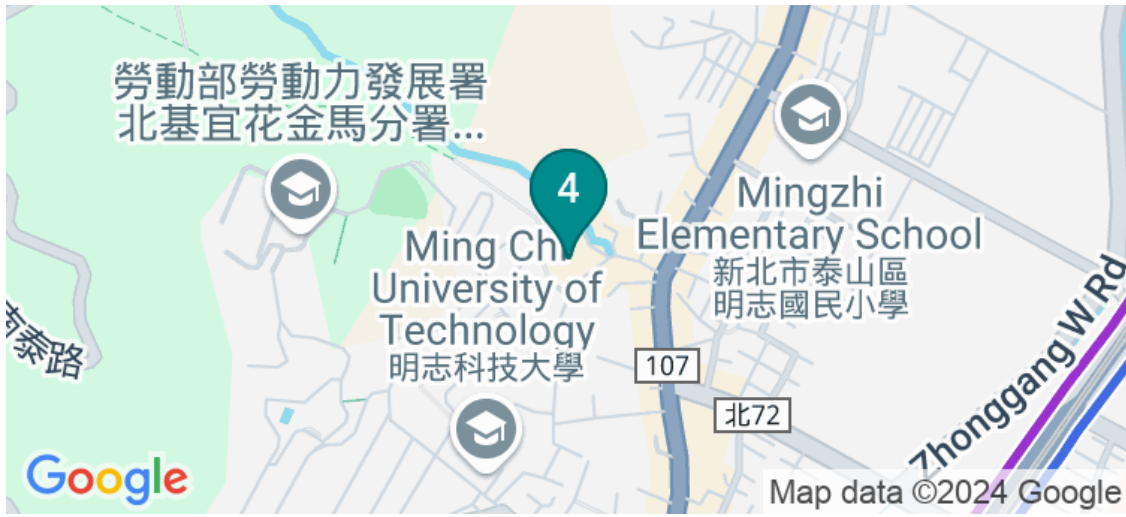 勞動部勞動力發展署
北基宜花金馬分署...
4
Mingzhi
Elementary School
新北市泰山區
明志國民小學
Ming Chi
University of
Technology
明志科技大學
107
北72
Zhonggang W Rd
泰路
Google
Map data ©2024 Google